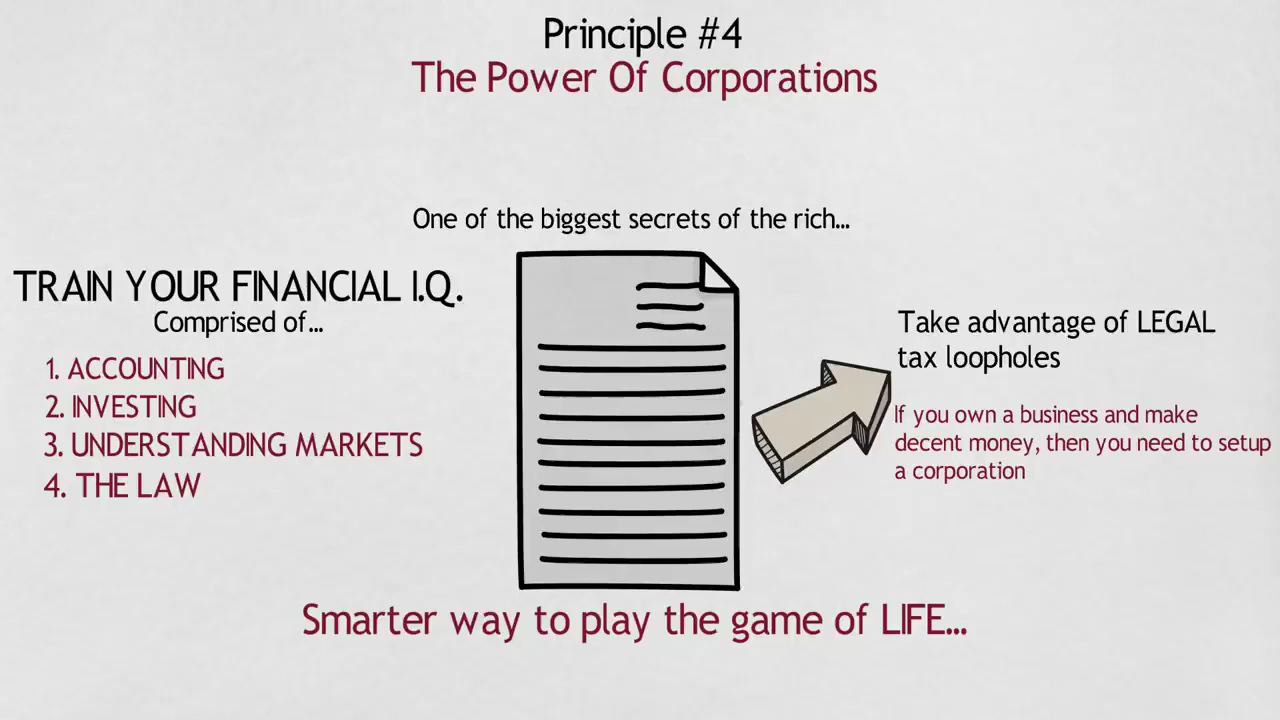 Principle #4
The Power Of Corporations
One of the biggest secrets of the rich...
TRAIN YOUR FINANCIAL I.Q.
Comprised of...
1. ACCOUNTING
2. INVESTING
3. UNDERSTANDING MARKETS
4. THE LAW
Take advantage of LEGAL
tax loopholes
If you own a business and make
decent money, then you need to setup
a corporation
Smarter way to play the game of LIFE...